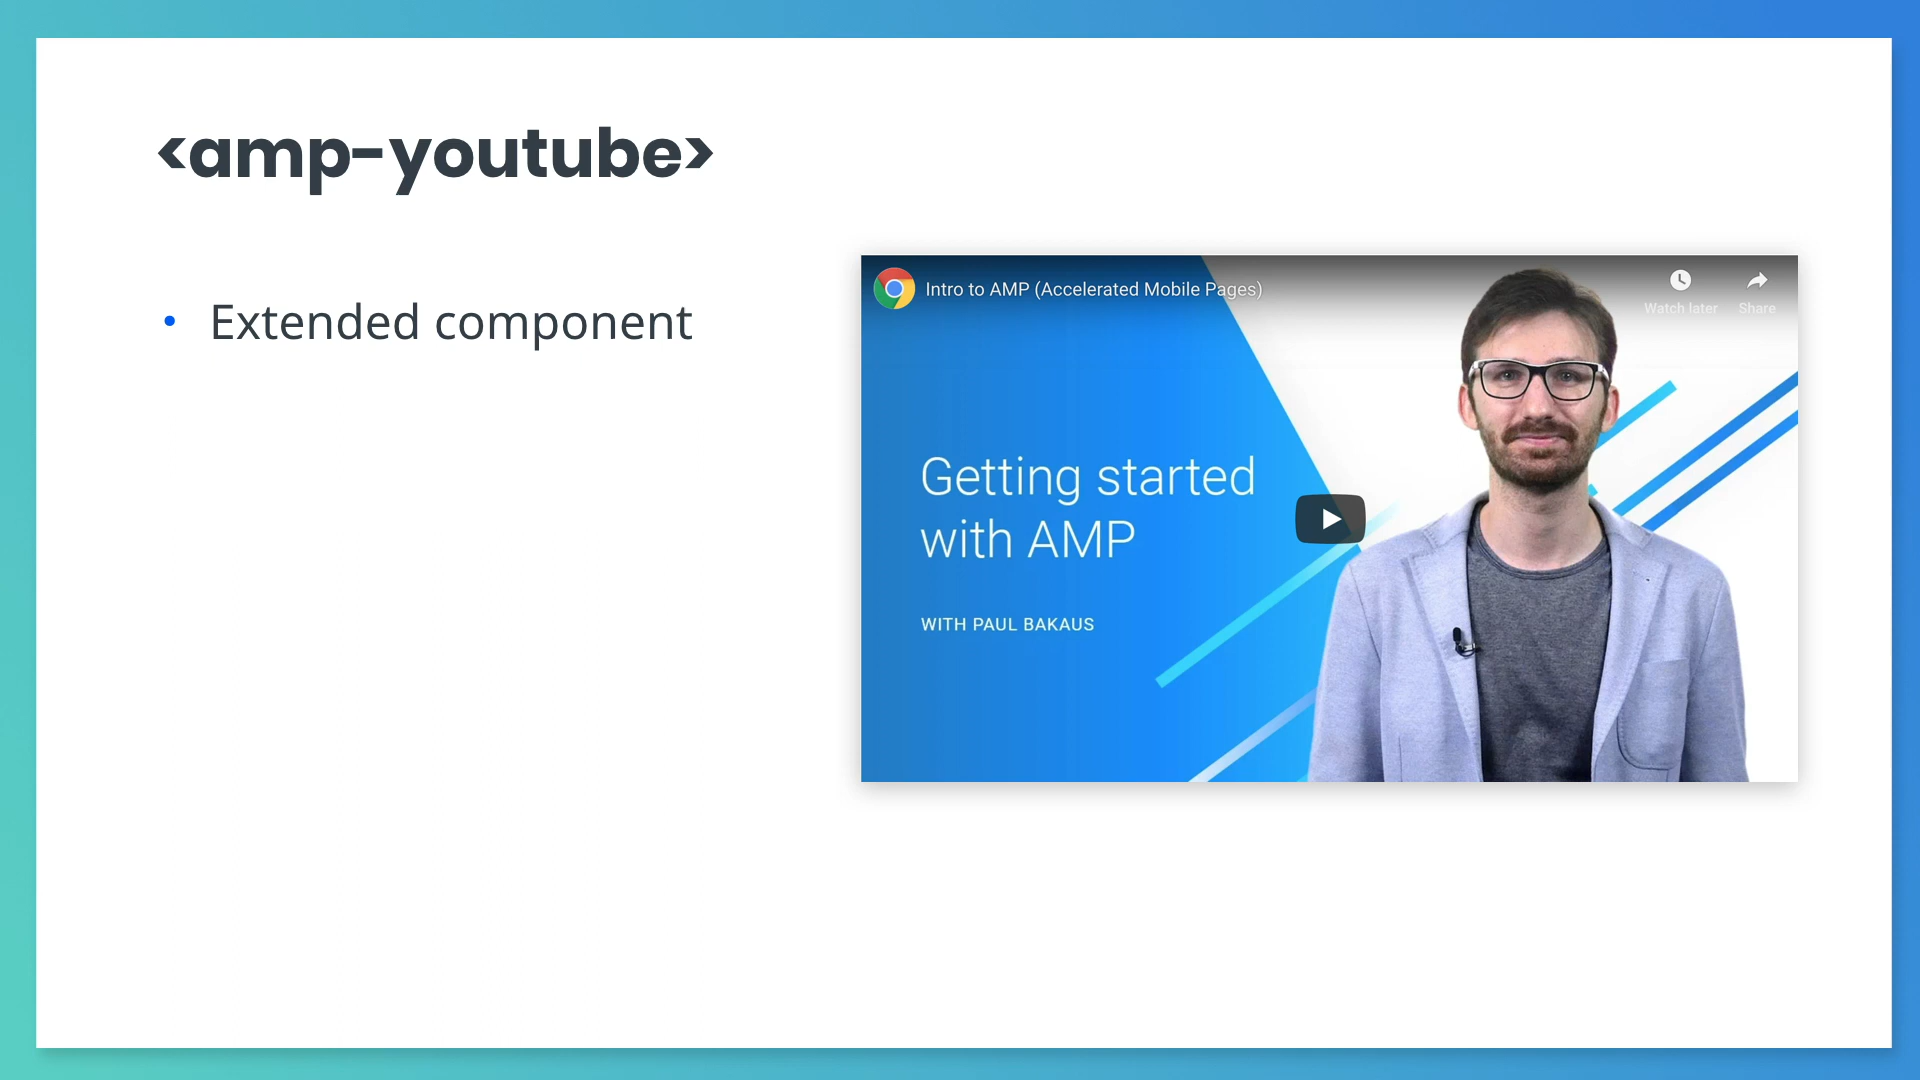 <amp-youtube>
• Extended component
Intro to AMP (Accelerated Mobile Pages)
Watch later
Share
Getting started
with AMP
WITH PAUL BAKAUS